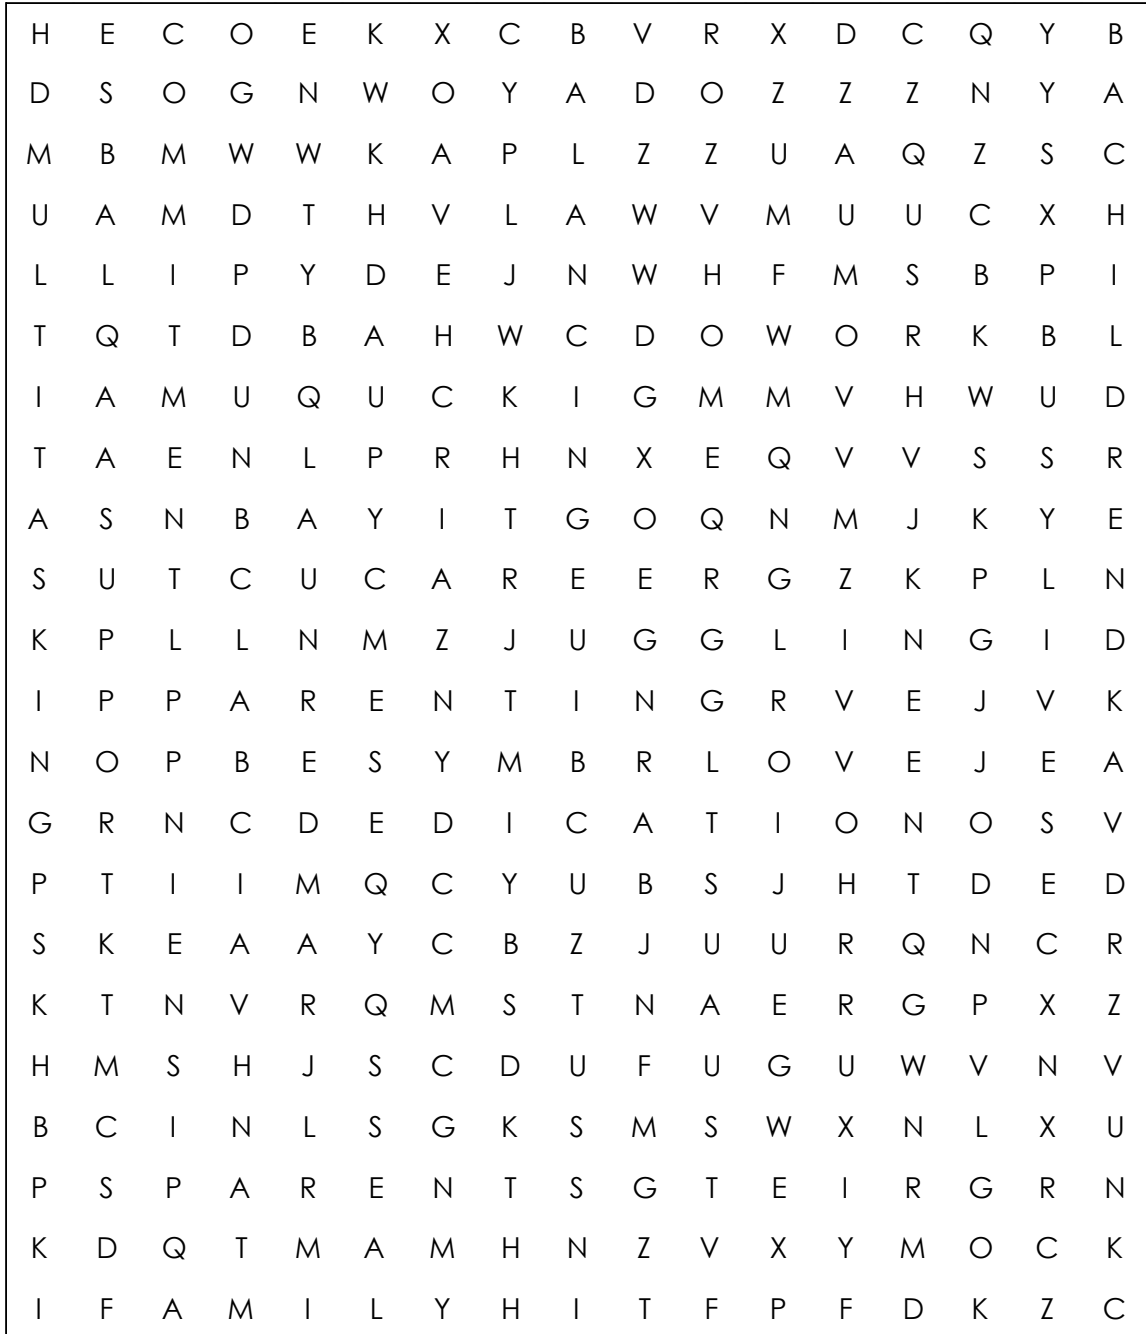 H E C O E K X C B V R X D C Q Y B
D S O G N W O Y A D O Z Z Z N Y A
M B M W W K A P L Z Z U A Q Z S C
U A M D T H V L A W V M U U C X H
L L I P Y D E J N W H F M S B P I
T Q T D B A H W C D O W O R K B L
I A M U Q U C K I G M M V H W U D
T A E N L P R H N X E Q V V S S R
A S N B A Y I T G O Q N M J K Y E
S U T C U C A R E E R G Z K P L N
K P L L N M Z J U G G L I N G I D
I P P A R E N T I N G R V E J V K
N O P B E S Y M B R L O V E J E A
G R N C D E D I C A T I O N O S V
P T I I M Q C Y U B S J H T D E D
S K E A A Y C B Z J U U R Q N C R
K T N V R Q M S T N A E R G P X Z
H M S H J S C D U F U G U W V N V
B C I N L S G K S M S W X N L X U
P S P A R E N T S G T E I R G R N
K D Q T M A M H N Z V X Y M O C K
I F A M I L Y H I T F P F D K Z C